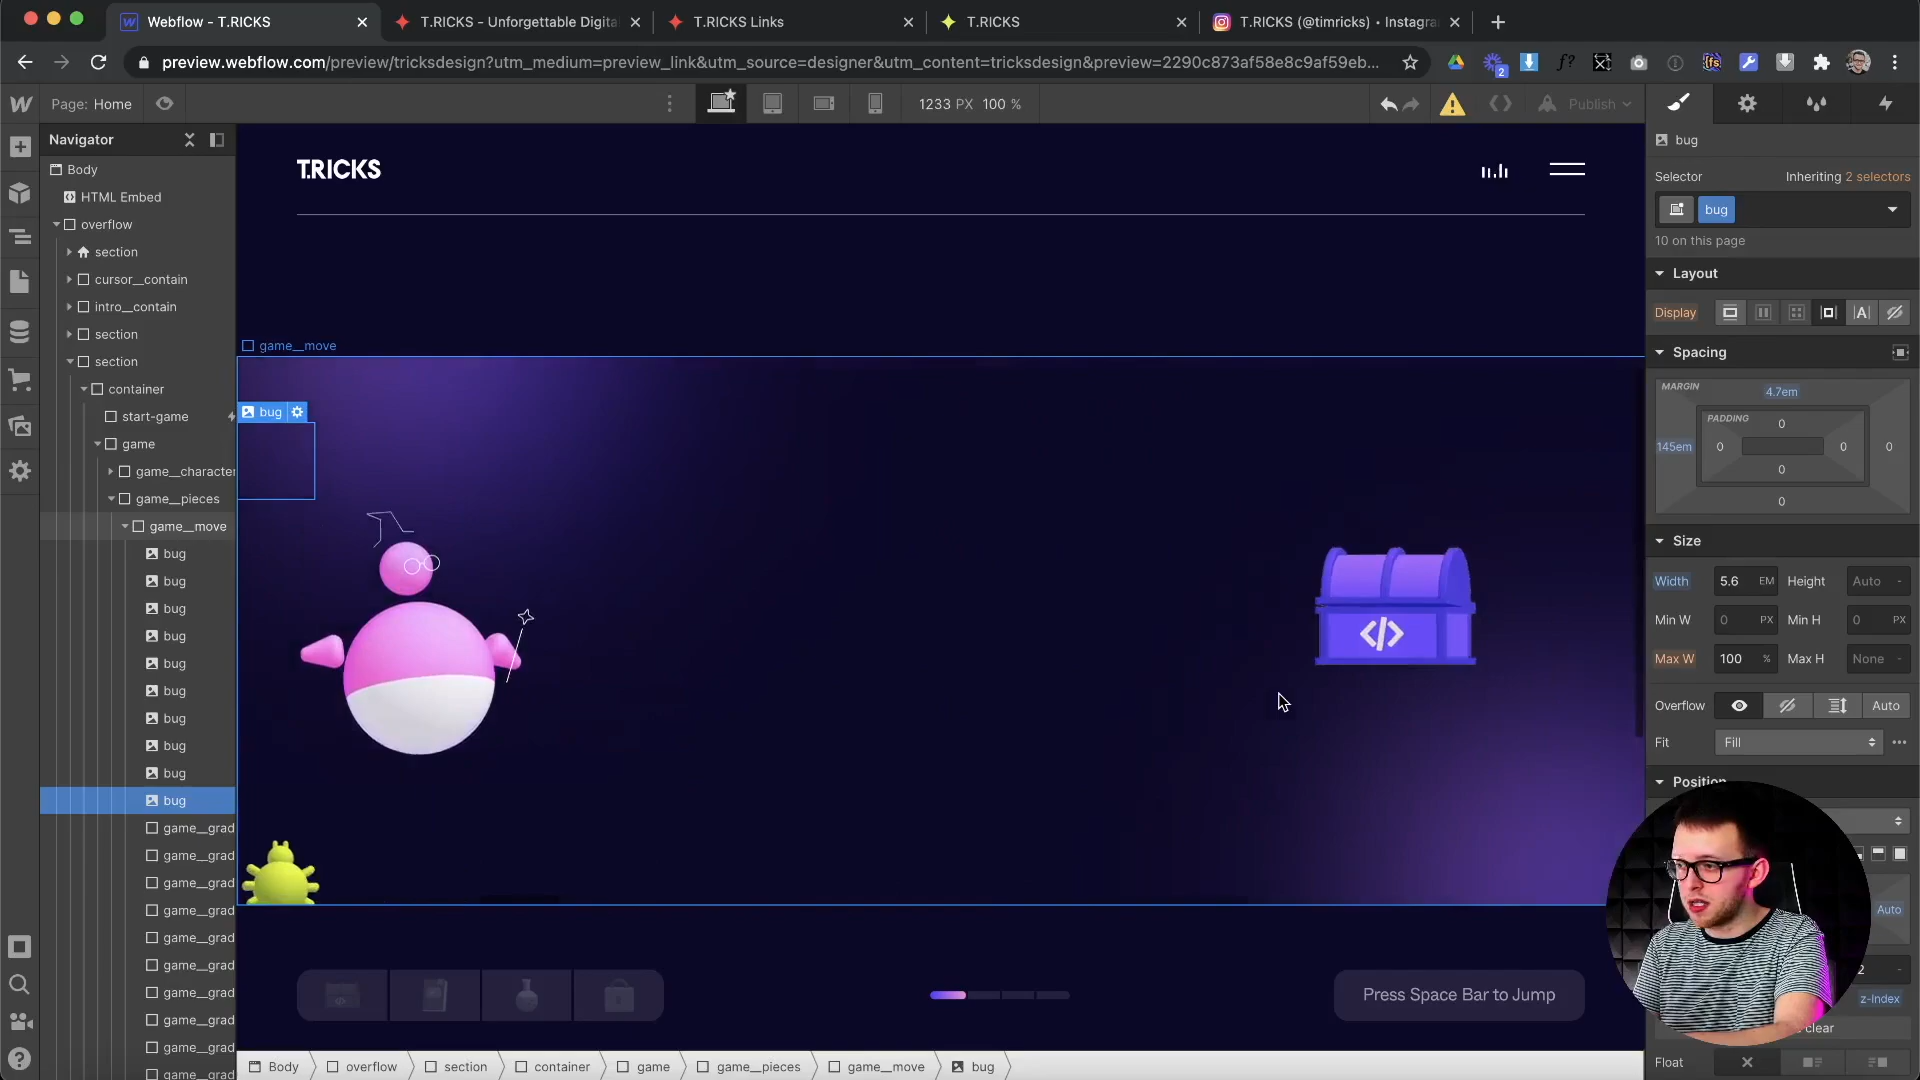 Webflow - T.RICKS
T.RICKS - Unforgettable Digita
T.RICKS Links
T.RICKS
T.RICKS (@timricks) • Instagra
preview.webflow.com/preview/tricksdesign?utm_medium=preview_link&utm_source=designer&utm_content=tricksdesign&preview=2290c873af58e8c9af59eb...
2
f?
Page: Home
1233 PX 100 %
Publish
Navigator
Body
HTML Embed
overflow
section
cursor__contain
intro__contain
section
section
container
start-game
game
game__character
game__pieces
game__move
bug
bug
bug
bug
bug
bug
bug
bug
bug
bug
game__grad
game__grad
game__grad
game__grad
game__grad
game__grad
game__grad
game__grad
game__grad
T.RICKS
game__move
bug
</>
Press Space Bar to Jump
Body
overflow
section
container
game
game__pieces
game__move
bug
bug
Selector
Inheriting 2 selectors
bug
10 on this page
Layout
Display
Spacing
MARGIN
4.7em
PADDING
0
145em
0
0
0
0
0
Size
Width
5.6 EM
Height
Auto -
Min W
0 PX
Min H
0 PX
Max W
100 %
Max H
None -
Overflow
Auto
Fit
Fill
Position
Auto
2 -
z-Index
clear
Float